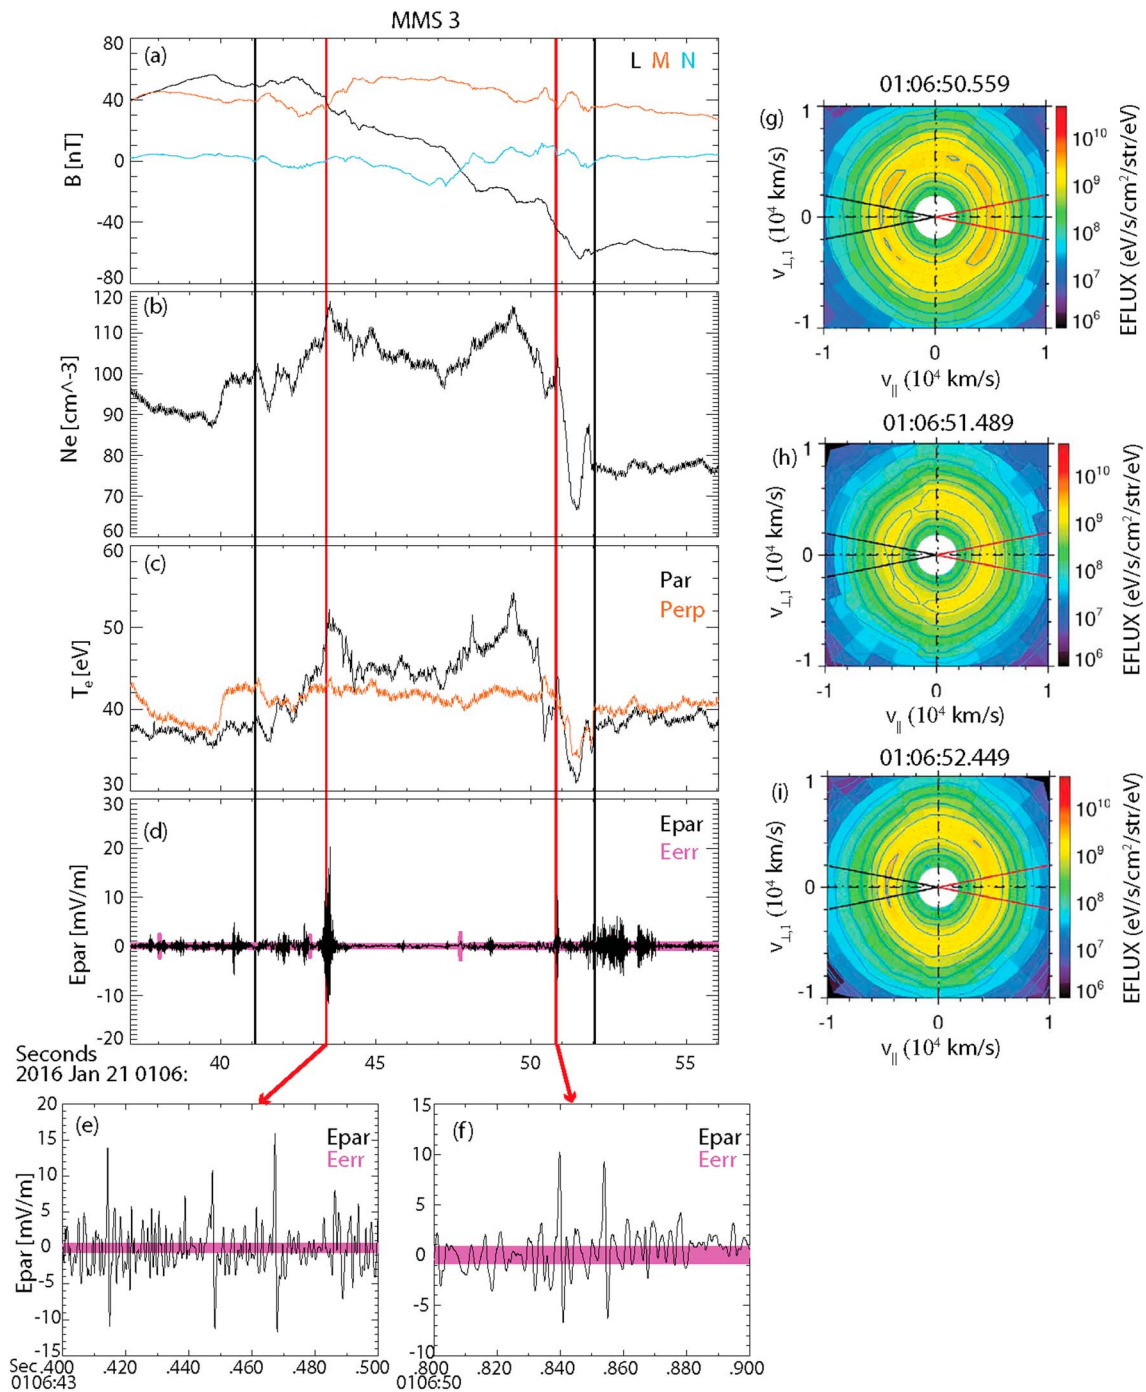 MMS 3
(a)
L M N
B [nT]
80
40
0
-40
-80
(b)
Ne [cm^-3]
120
110
100
90
80
70
60
(c)
Par
Perp
Te [eV]
60
50
40
30
(d)
Epar
Eerr
Epar [mV/m]
30
20
10
0
-10
-20
Seconds
2016 Jan 21 0106:
40 45 50 55
(e)
Epar
Eerr
Epar [mV/m]
20
15
10
5
0
-5
-10
-15
Sec .400 .420 .440 .460 .480 .500
0106:43
(f)
Epar
Eerr
15
10
5
0
-5
-10
.800 .820 .840 .860 .880 .900
0106:50
01:06:50.559
(g)
v⊥,1 (10⁴ km/s)
1
0
-1
-1 0 1
v|| (10⁴ km/s)
10¹⁰
10⁹
10⁸
10⁷
10⁶
EFLUX (eV/s/cm²/str/eV)
01:06:51.489
(h)
v⊥,1 (10⁴ km/s)
1
0
-1
-1 0 1
v|| (10⁴ km/s)
10¹⁰
10⁹
10⁸
10⁷
10⁶
EFLUX (eV/s/cm²/str/eV)
01:06:52.449
(i)
v⊥,1 (10⁴ km/s)
1
0
-1
-1 0 1
v|| (10⁴ km/s)
10¹⁰
10⁹
10⁸
10⁷
10⁶
EFLUX (eV/s/cm²/str/eV)